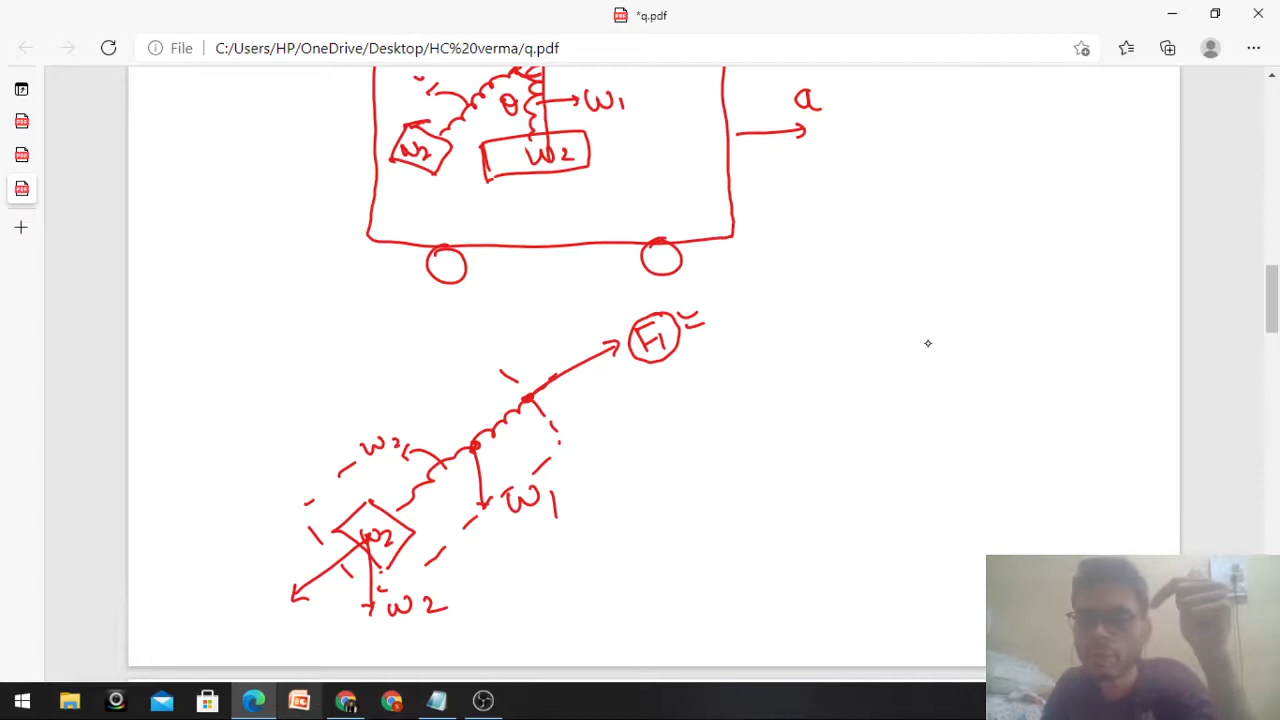 *q.pdf
File
C:/Users/HP/OneDrive/Desktop/HC%20verma/q.pdf
a
θ
W1
W2
W2
F1
W2
W1
W2
W2